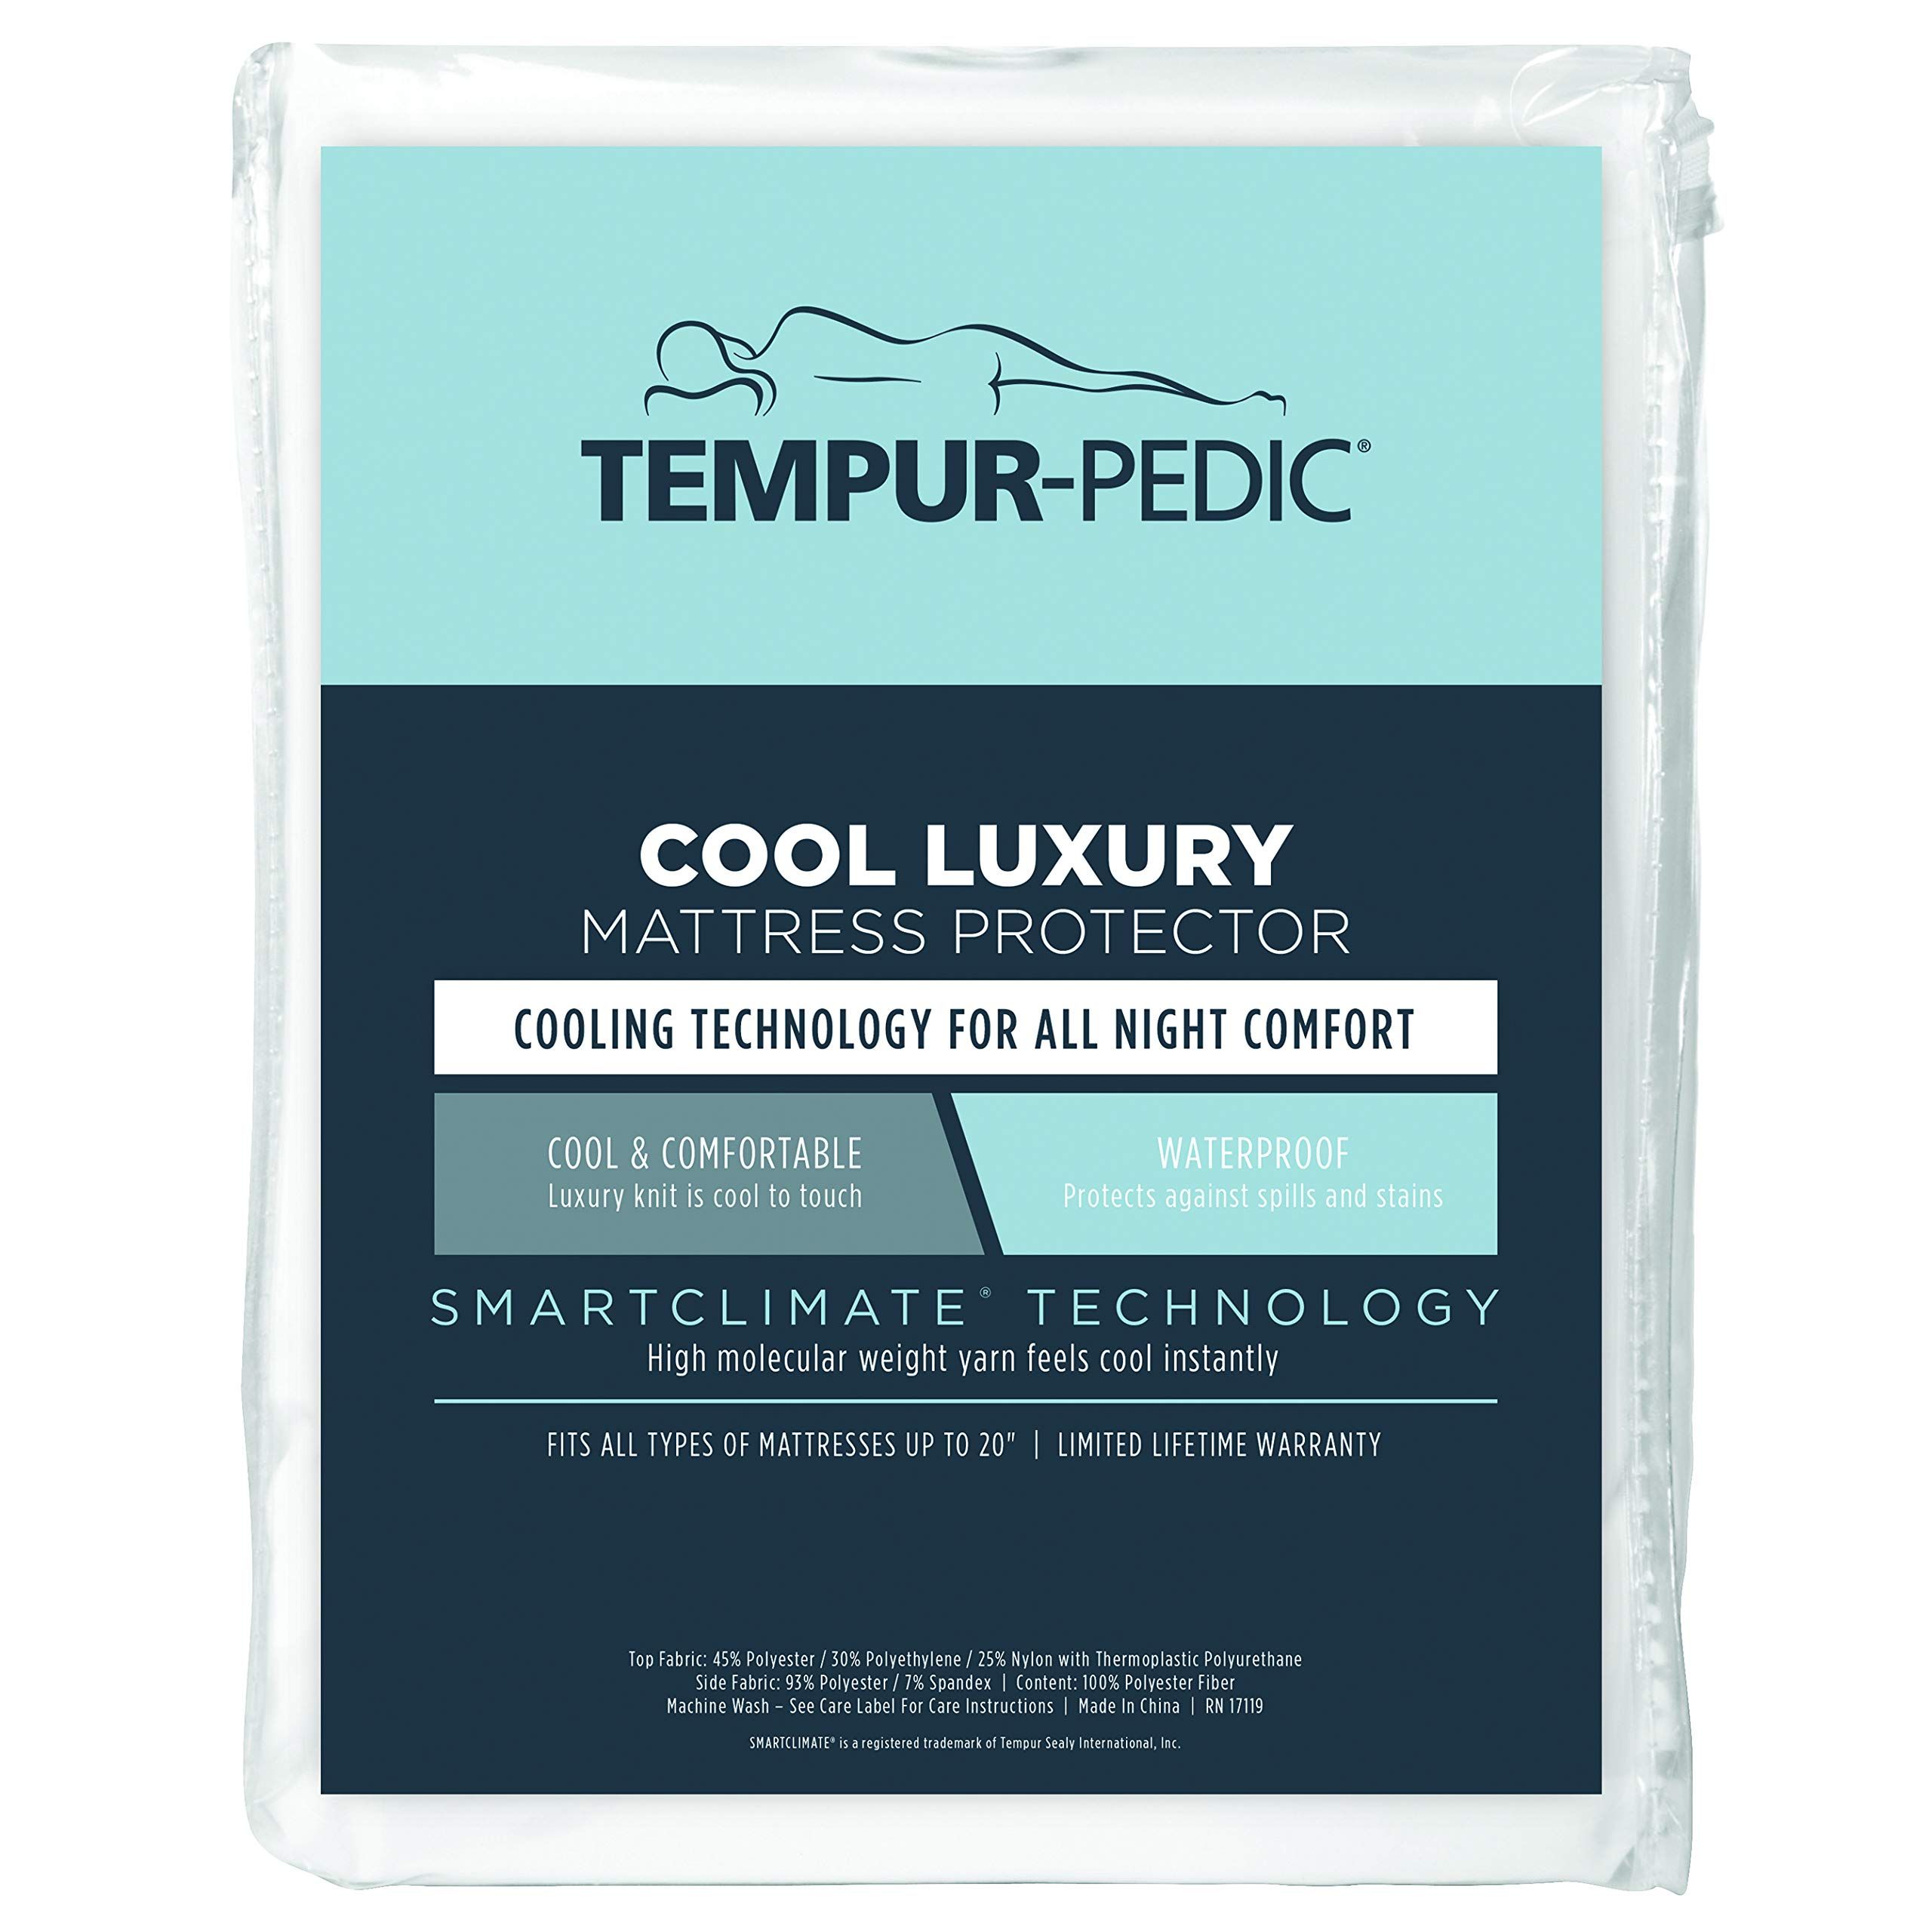 TEMPUR-PEDIC®
COOL LUXURY
MATTRESS PROTECTOR
COOLING TECHNOLOGY FOR ALL NIGHT COMFORT
COOL & COMFORTABLE
Luxury knit is cool to touch
WATERPROOF
Protects against spills and stains
SMARTCLIMATE® TECHNOLOGY
High molecular weight yarn feels cool instantly
FITS ALL TYPES OF MATTRESSES UP TO 20" | LIMITED LIFETIME WARRANTY
Top Fabric: 45% Polyester / 30% Polyethylene / 25% Nylon with Thermoplastic Polyurethane
Side Fabric: 93% Polyester / 7% Spandex | Content: 100% Polyester Fiber
Machine Wash – See Care Label For Care Instructions | Made In China | RN 17119
SMARTCLIMATE® is a registered trademark of Tempur Sealy International, Inc.